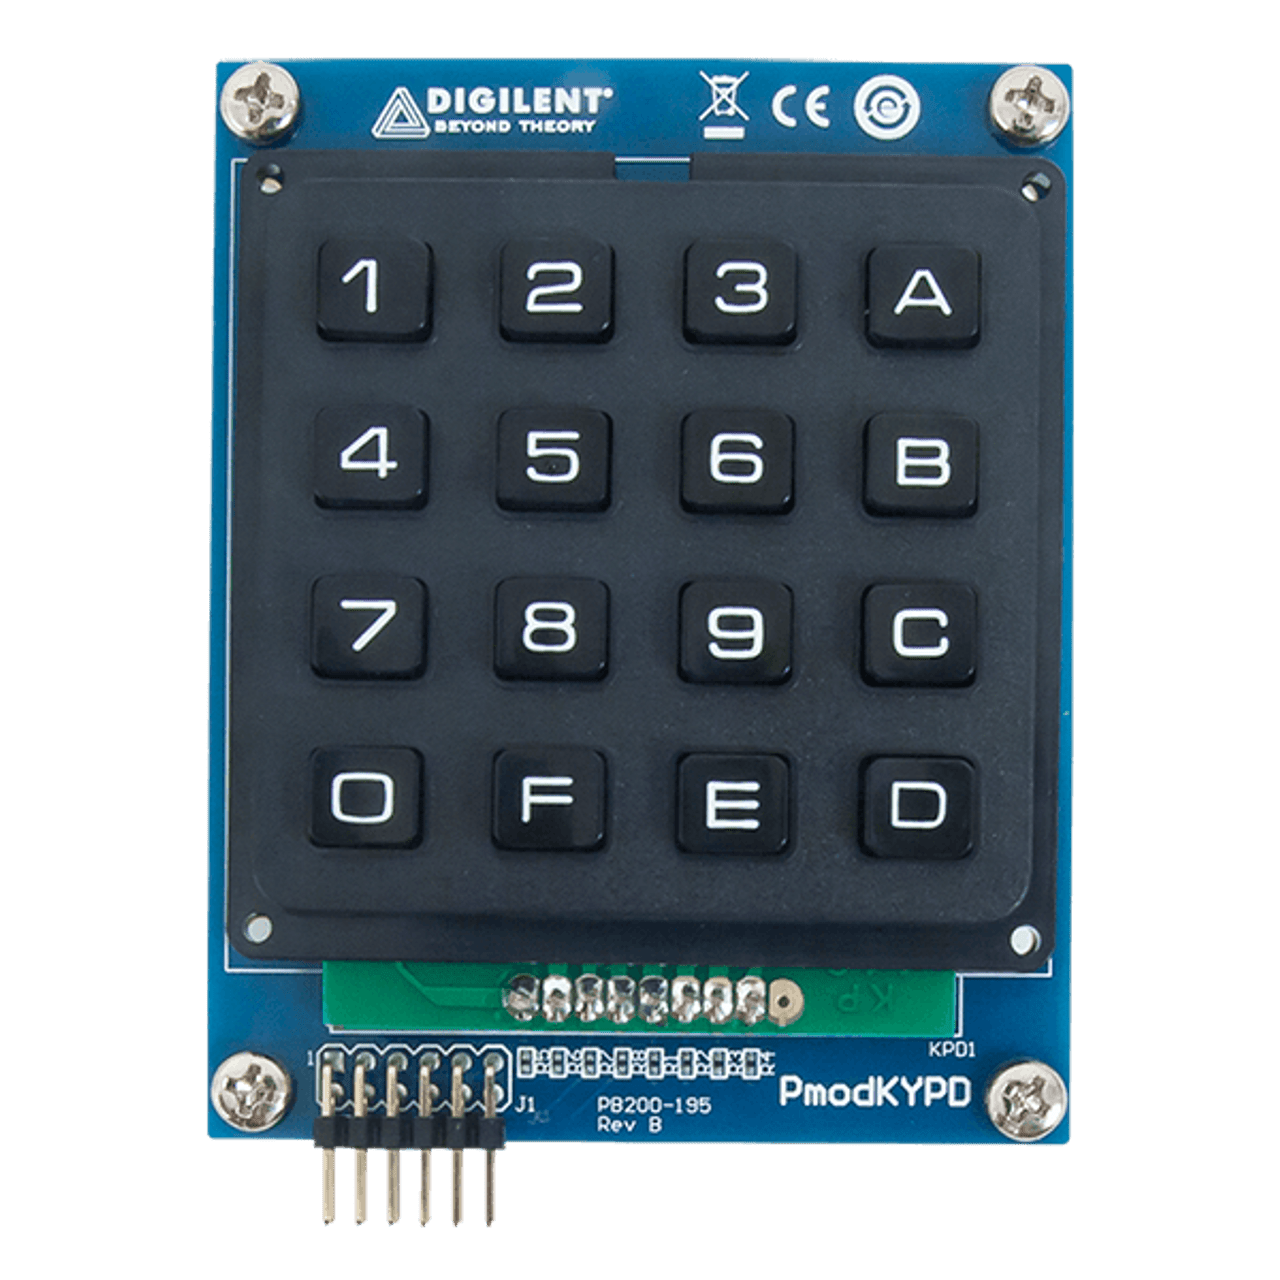 DIGILENT
BEYOND THEORY
CE
1 2 3 A
4 5 6 B
7 8 9 C
0 F E D
KP
KPD1
1
J1
PB200-195
Rev B
PmodKYPD